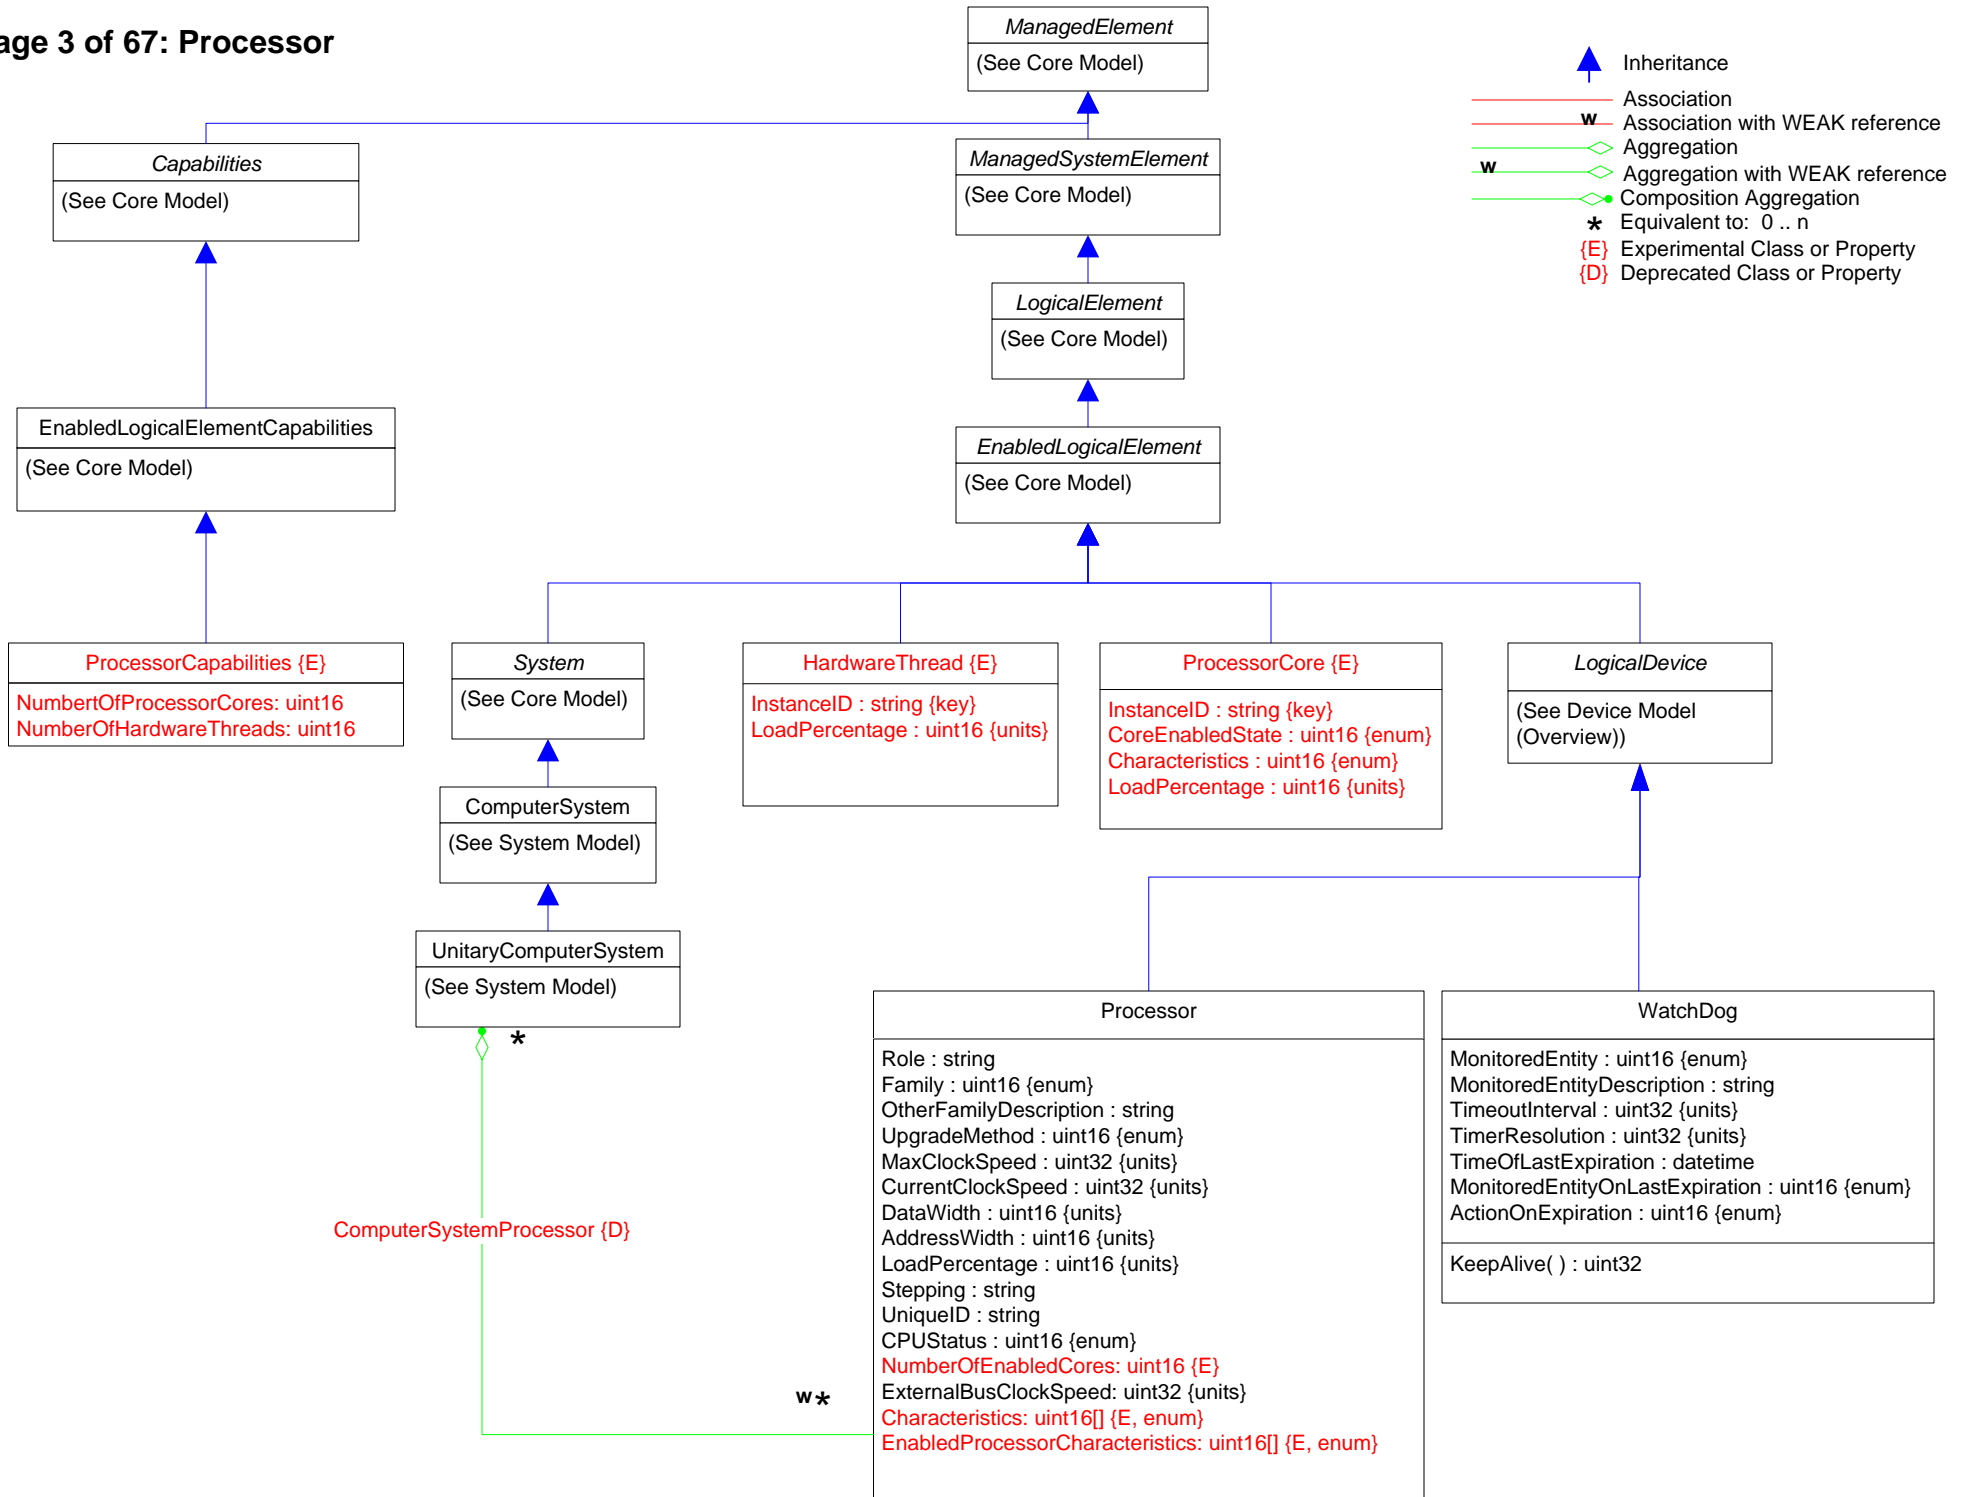 age 3 of 67: Processor
ManagedElement
(See Core Model)
Inheritance
Association
w Association with WEAK reference
Aggregation
w Aggregation with WEAK reference
Composition Aggregation
* Equivalent to: 0 .. n
{E} Experimental Class or Property
{D} Deprecated Class or Property
Capabilities
(See Core Model)
ManagedSystemElement
(See Core Model)
LogicalElement
(See Core Model)
EnabledLogicalElementCapabilities
(See Core Model)
EnabledLogicalElement
(See Core Model)
ProcessorCapabilities {E}
NumbertOfProcessorCores: uint16
NumberOfHardwareThreads: uint16
System
(See Core Model)
HardwareThread {E}
InstanceID : string {key}
LoadPercentage : uint16 {units}
ProcessorCore {E}
InstanceID : string {key}
CoreEnabledState : uint16 {enum}
Characteristics : uint16 {enum}
LoadPercentage : uint16 {units}
LogicalDevice
(See Device Model
(Overview))
ComputerSystem
(See System Model)
UnitaryComputerSystem
(See System Model)
*
ComputerSystemProcessor {D}
w*
Processor
Role : string
Family : uint16 {enum}
OtherFamilyDescription : string
UpgradeMethod : uint16 {enum}
MaxClockSpeed : uint32 {units}
CurrentClockSpeed : uint32 {units}
DataWidth : uint16 {units}
AddressWidth : uint16 {units}
LoadPercentage : uint16 {units}
Stepping : string
UniqueID : string
CPUStatus : uint16 {enum}
NumberOfEnabledCores: uint16 {E}
ExternalBusClockSpeed: uint32 {units}
Characteristics: uint16[] {E, enum}
EnabledProcessorCharacteristics: uint16[] {E, enum}
WatchDog
MonitoredEntity : uint16 {enum}
MonitoredEntityDescription : string
TimeoutInterval : uint32 {units}
TimerResolution : uint32 {units}
TimeOfLastExpiration : datetime
MonitoredEntityOnLastExpiration : uint16 {enum}
ActionOnExpiration : uint16 {enum}
KeepAlive( ) : uint32